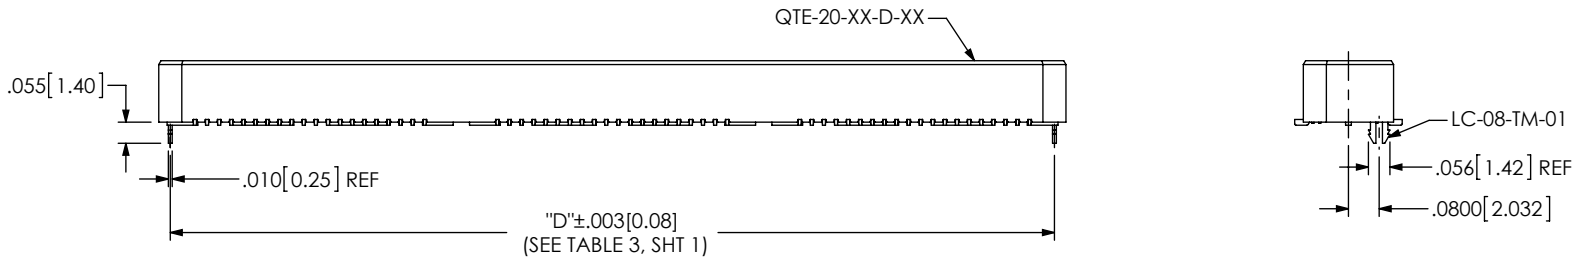 QTE-20-XX-D-XX
.055[1.40]
LC-08-TM-01
.056[1.42] REF
.010[0.25] REF
.0800[2.032]
"D"±.003[0.08]
(SEE TABLE 3, SHT 1)